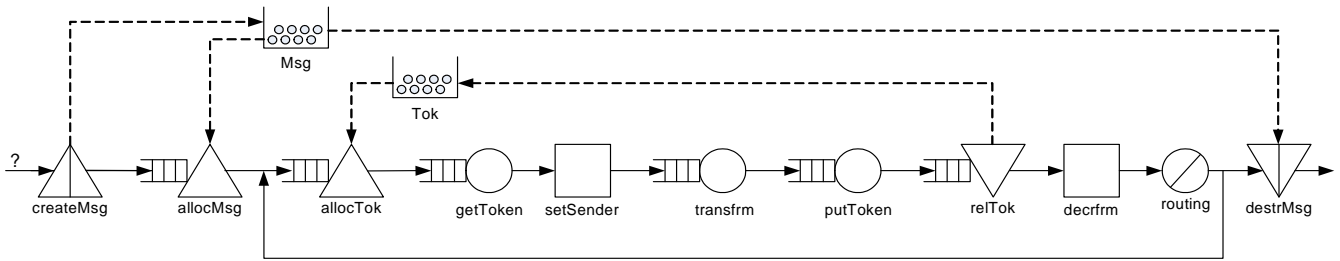 Msg
Tok
?
createMsg
allocMsg
allocTok
getToken
setSender
transfrm
putToken
relTok
decrfrm
routing
destrMsg